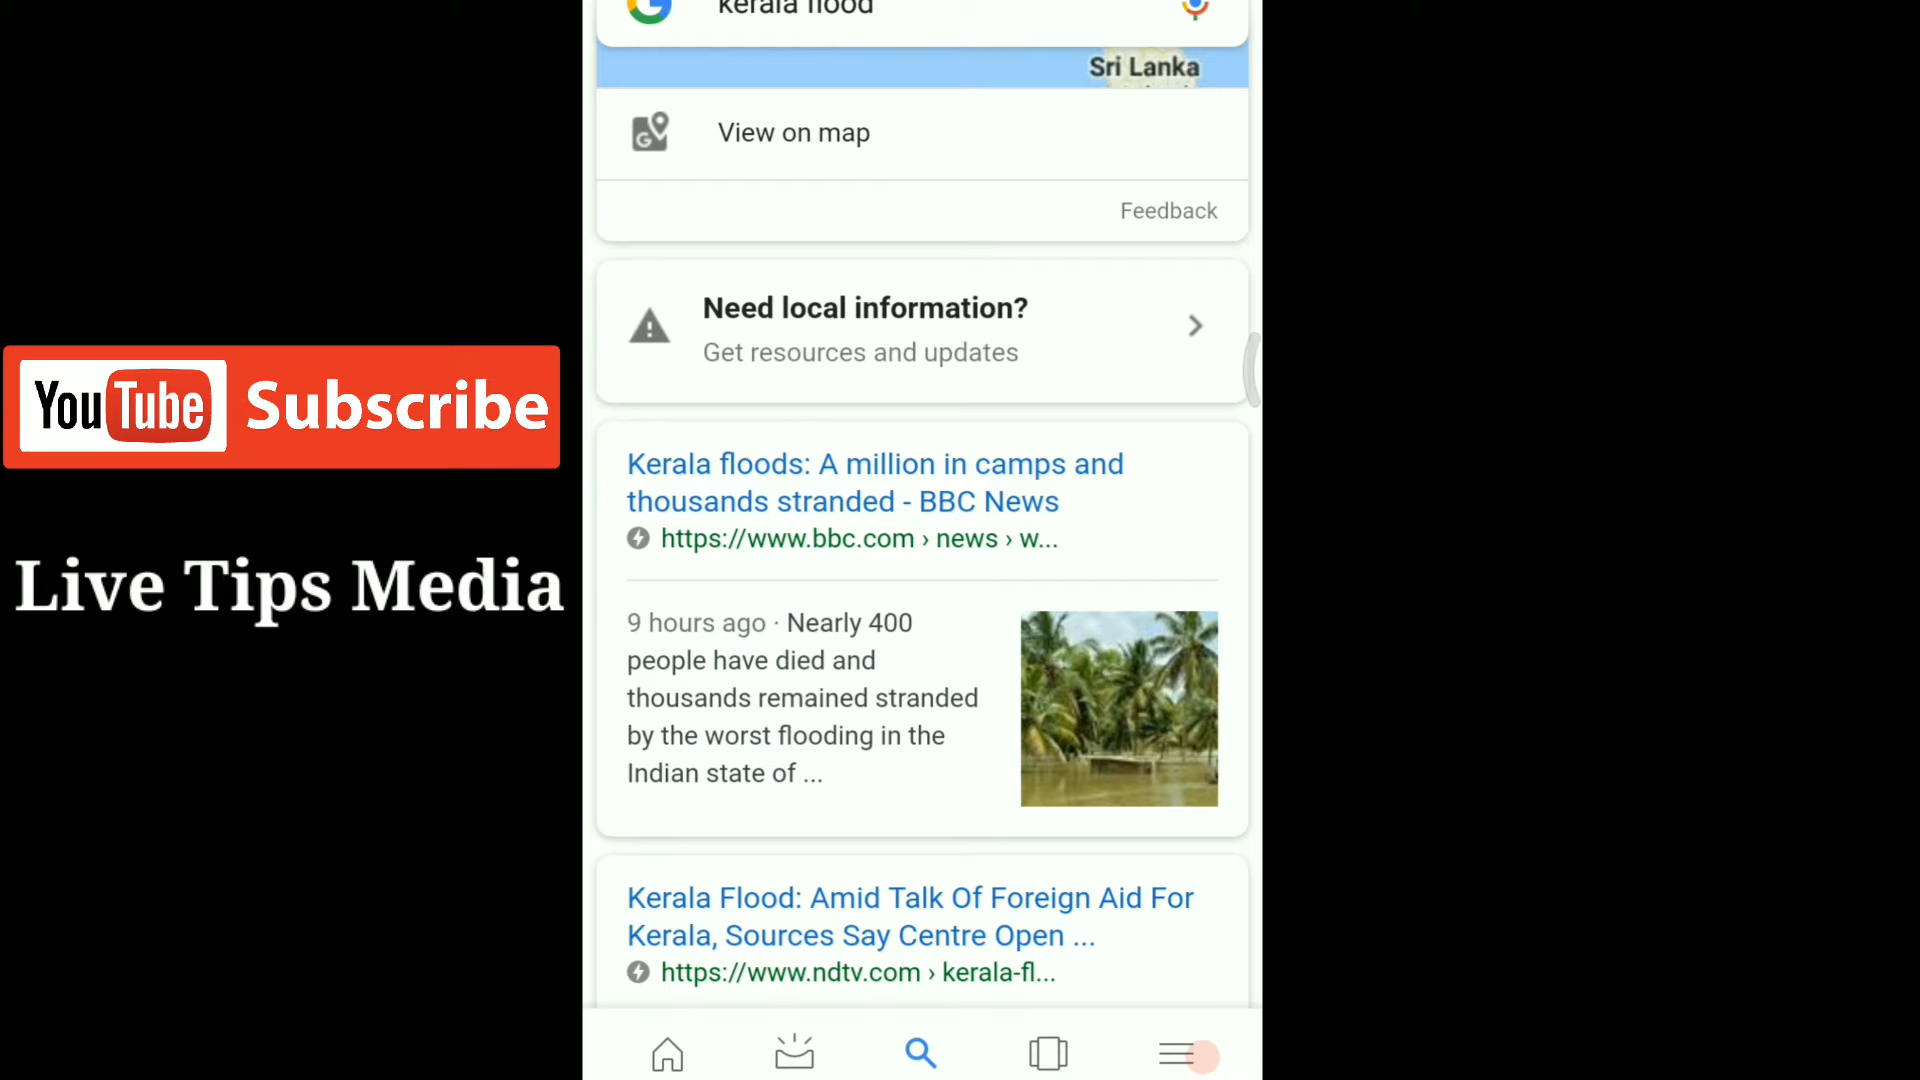 kerala flood
Sri Lanka
View on map
Feedback
Need local information?
Get resources and updates
YouTube Subscribe
Live Tips Media
Kerala floods: A million in camps and
thousands stranded - BBC News
https://www.bbc.com › news › w...
9 hours ago · Nearly 400
people have died and
thousands remained stranded
by the worst flooding in the
Indian state of ...
Kerala Flood: Amid Talk Of Foreign Aid For
Kerala, Sources Say Centre Open ...
https://www.ndtv.com › kerala-fl...